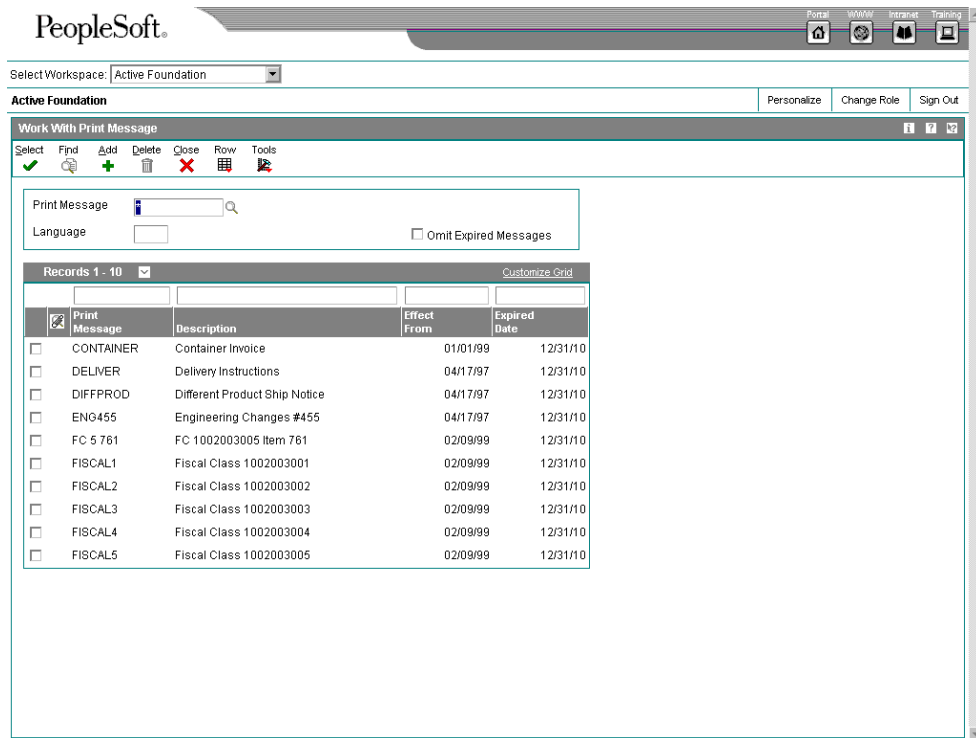 PeopleSoft.
Portal WWW Intranet Training
Select Workspace: Active Foundation
Active Foundation Personalize Change Role Sign Out
Work With Print Message
Select Find Add Delete Close Row Tools
Print Message *
Language Omit Expired Messages
Records 1 - 10 Customize Grid
Print Message Description Effect From Expired Date
CONTAINER Container Invoice 01/01/99 12/31/10
DELIVER Delivery Instructions 04/17/97 12/31/10
DIFFPROD Different Product Ship Notice 04/17/97 12/31/10
ENG455 Engineering Changes #455 04/17/97 12/31/10
FC 5 761 FC 1002003005 Item 761 02/09/99 12/31/10
FISCAL1 Fiscal Class 1002003001 02/09/99 12/31/10
FISCAL2 Fiscal Class 1002003002 02/09/99 12/31/10
FISCAL3 Fiscal Class 1002003003 02/09/99 12/31/10
FISCAL4 Fiscal Class 1002003004 02/09/99 12/31/10
FISCAL5 Fiscal Class 1002003005 02/09/99 12/31/10